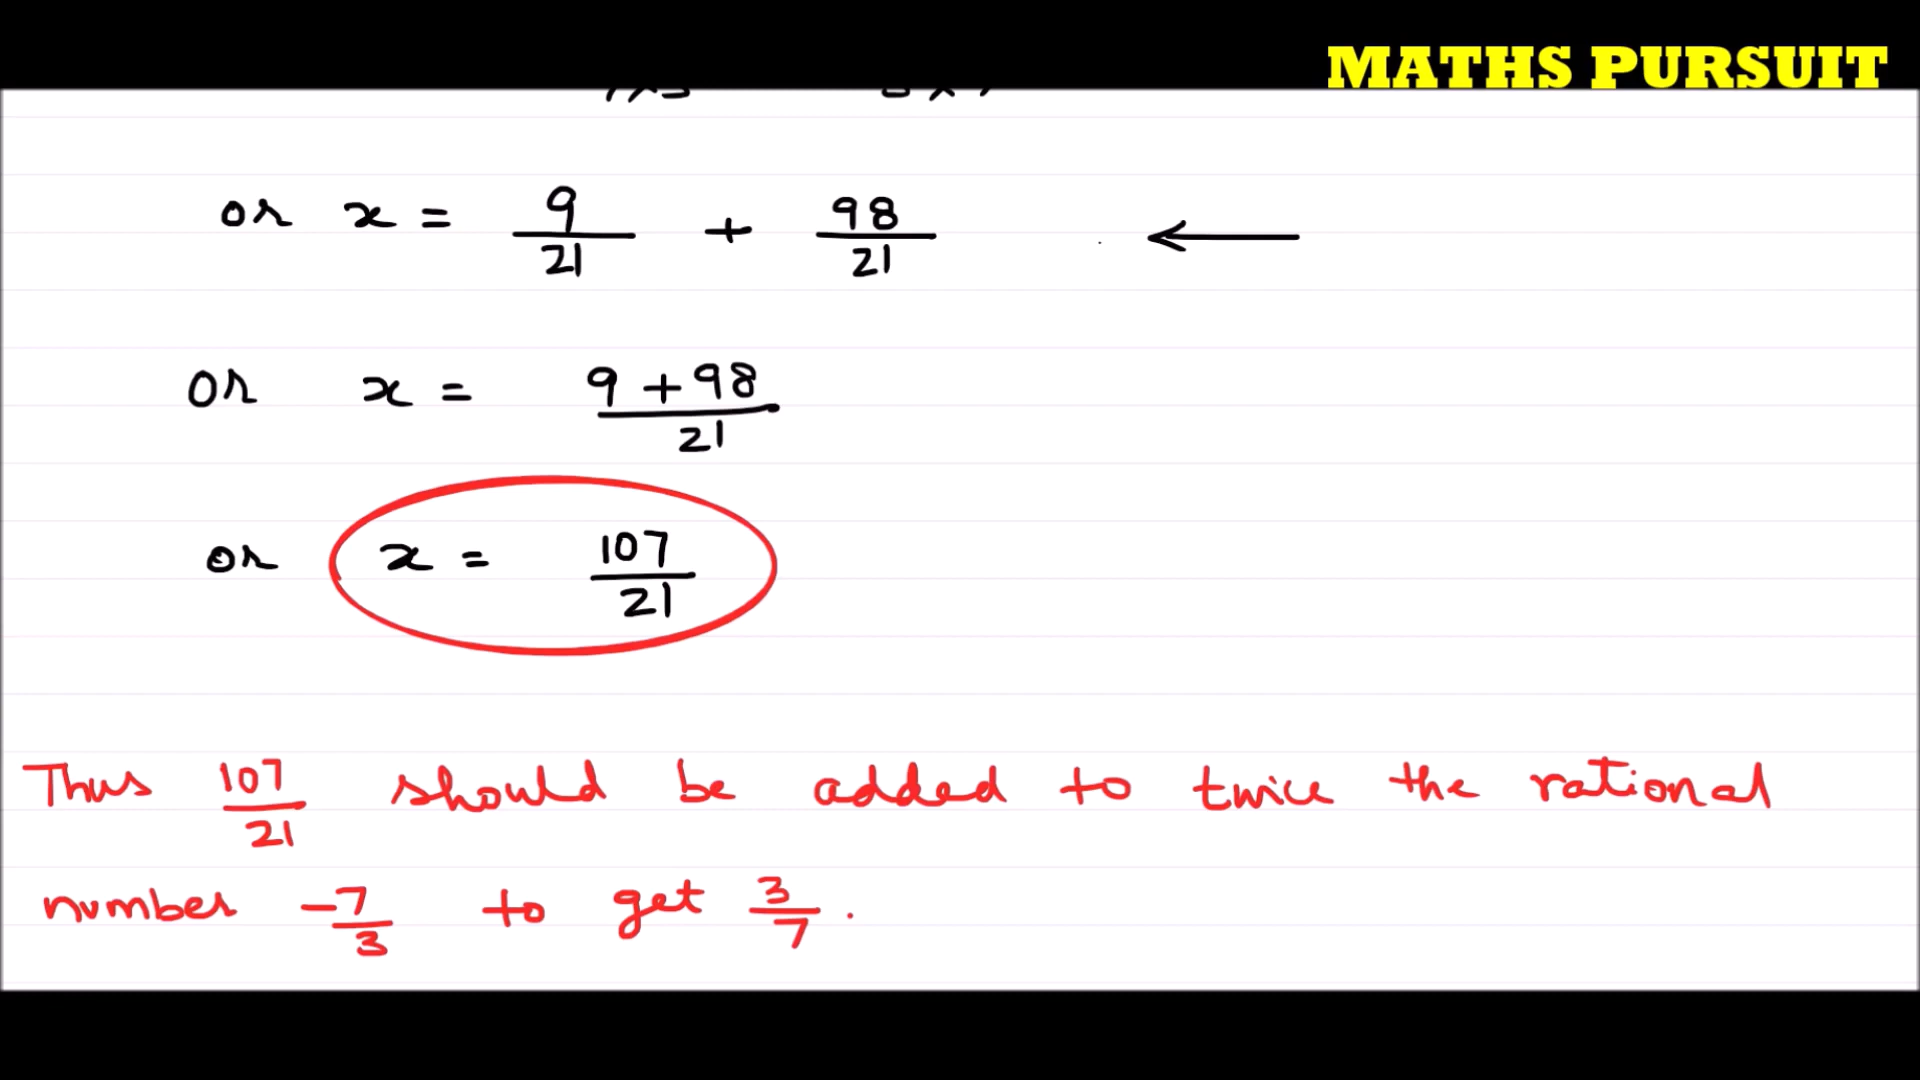 MATHS PURSUIT
or x = 9/21 + 98/21
or x = 9 + 98/21
or x = 107/21
Thus 107/21 should be added to twice the rational
number -7/3 to get 3/7.